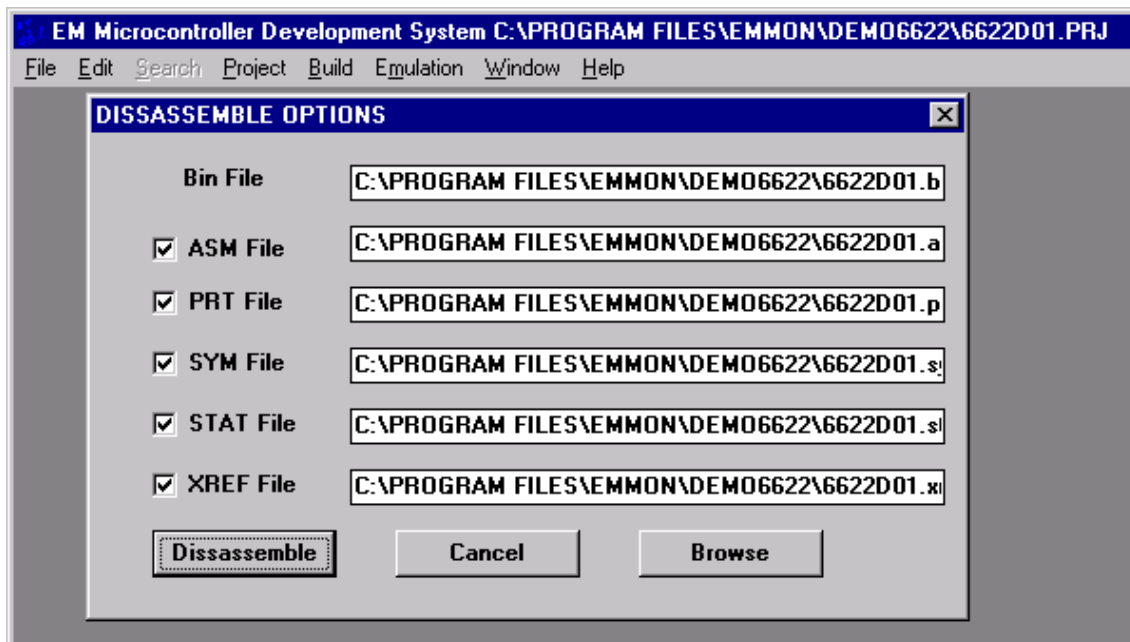 EM Microcontroller Development System C:\PROGRAM FILES\EMMON\DEMO6622\6622D01.PRJ
File Edit Search Project Build Emulation Window Help
DISSASSEMBLE OPTIONS
Bin File C:\PROGRAM FILES\EMMON\DEMO6622\6622D01.b
ASM File C:\PROGRAM FILES\EMMON\DEMO6622\6622D01.a
PRT File C:\PROGRAM FILES\EMMON\DEMO6622\6622D01.p
SYM File C:\PROGRAM FILES\EMMON\DEMO6622\6622D01.s
STAT File C:\PROGRAM FILES\EMMON\DEMO6622\6622D01.s
XREF File C:\PROGRAM FILES\EMMON\DEMO6622\6622D01.x
Dissassemble Cancel Browse